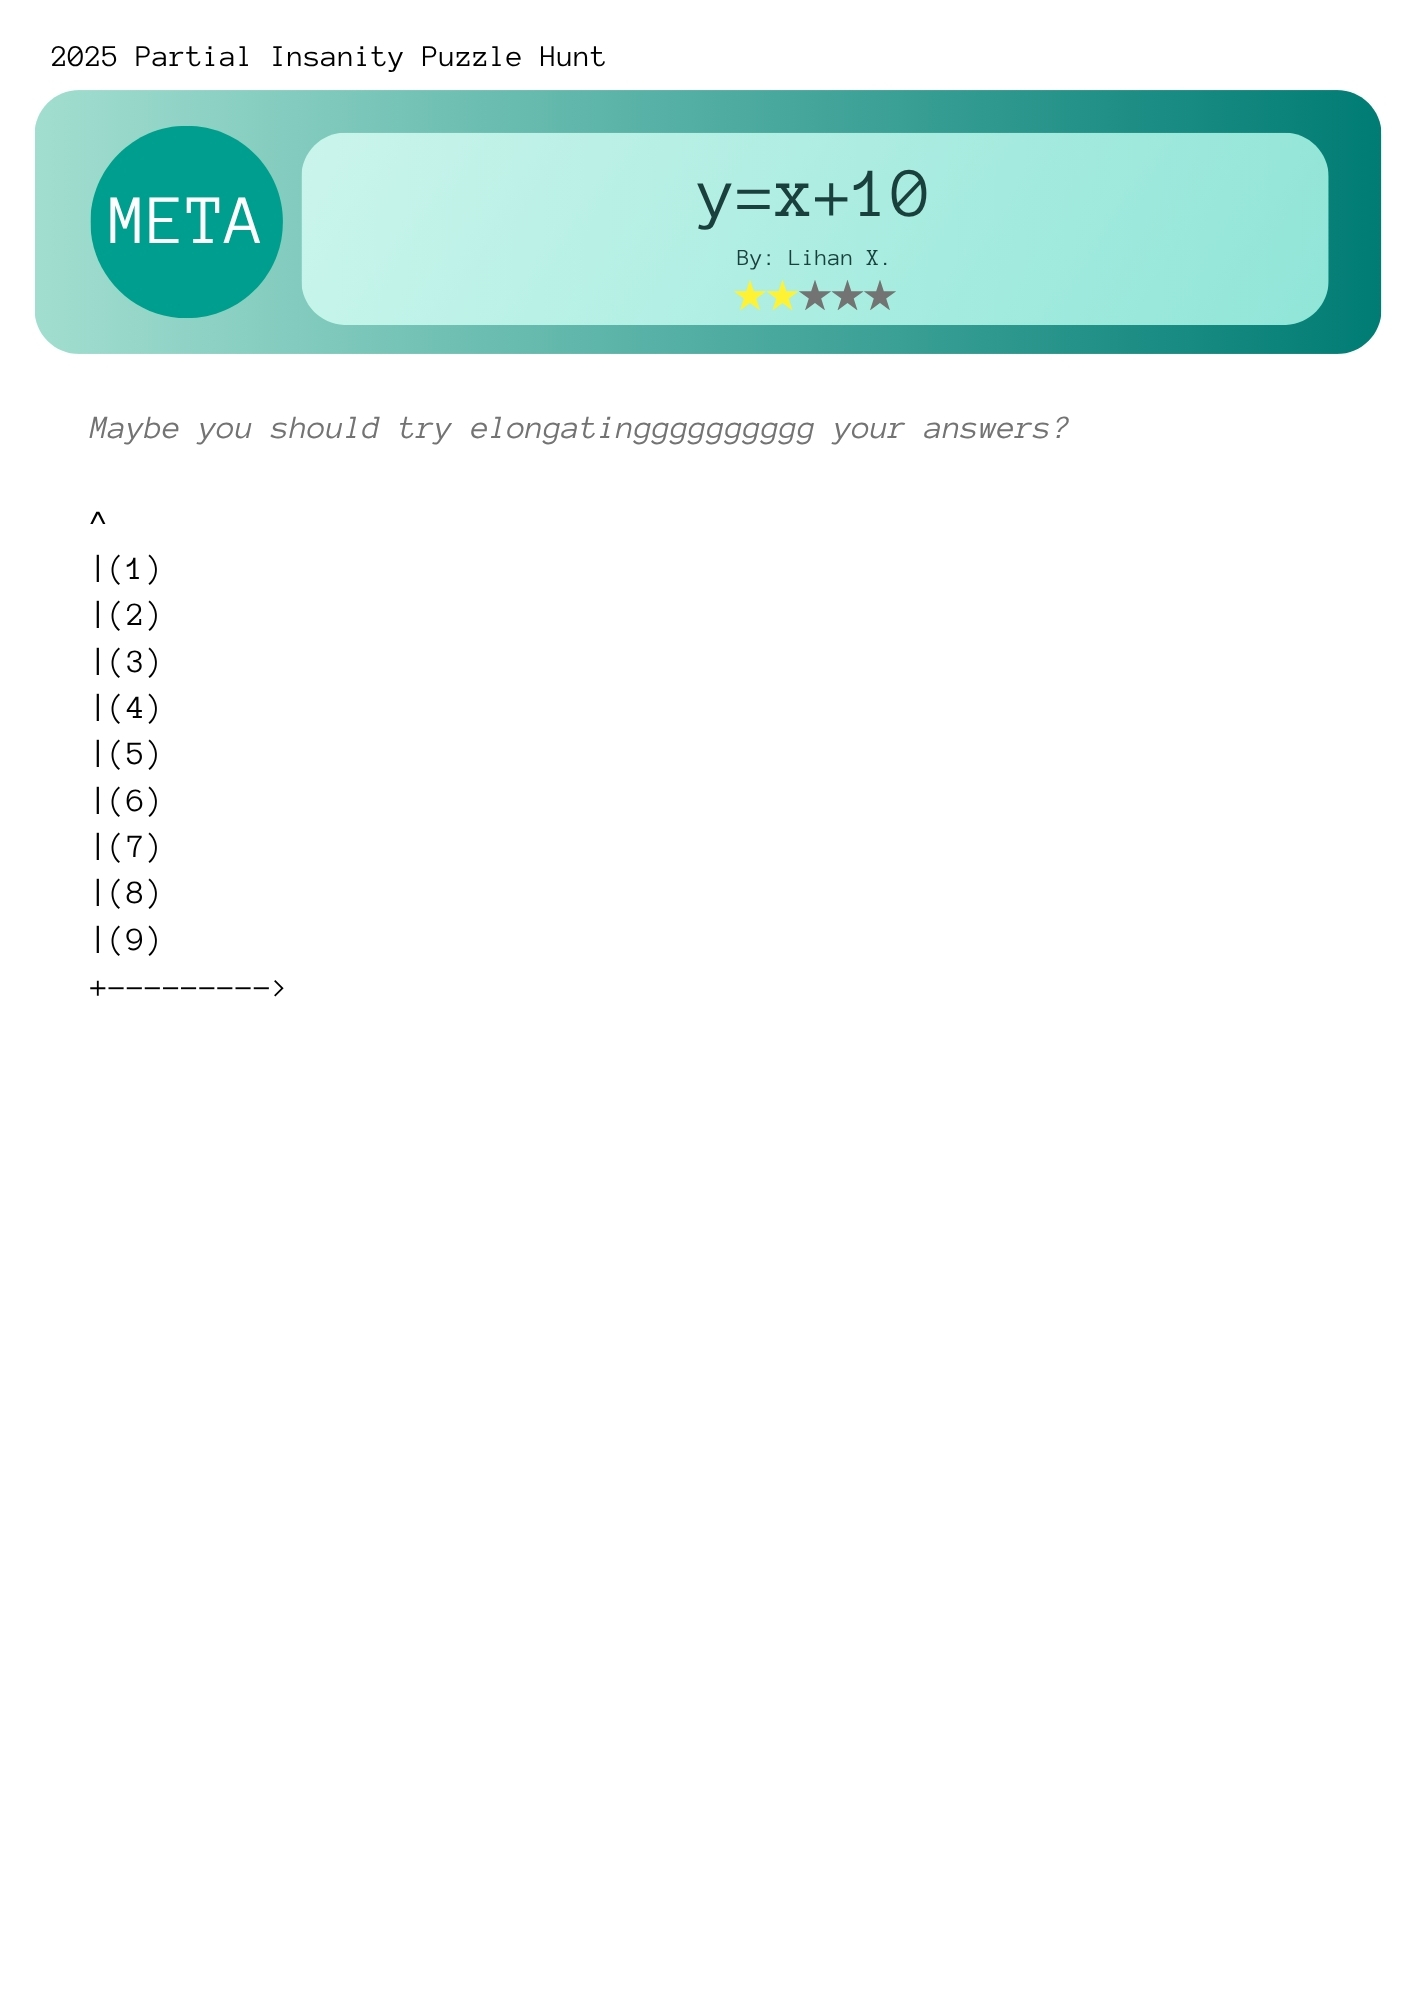 2025 Partial Insanity Puzzle Hunt
META
y=x+10
By: Lihan X.
Maybe you should try elongatingggggggggg your answers?
^
|(1)
|(2)
|(3)
|(4)
|(5)
|(6)
|(7)
|(8)
|(9)
+--------->